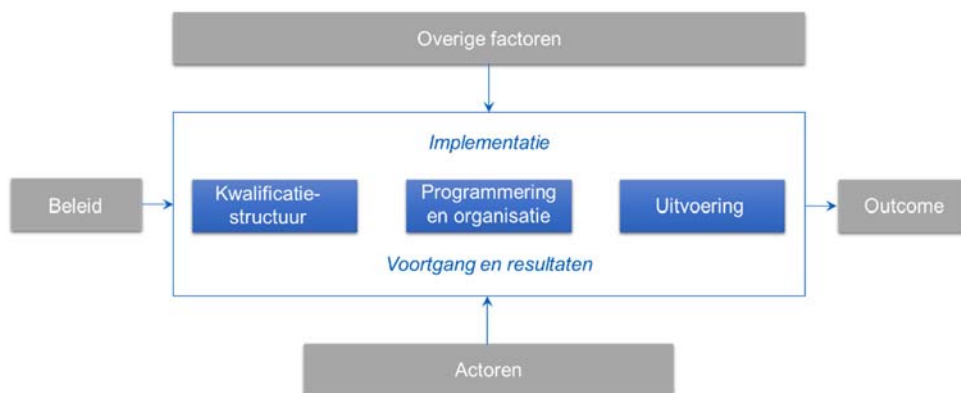 Overige factoren
Implementatie
Beleid
Kwalificatie-
structuur
Programmering
en organisatie
Uitvoering
Outcome
Voortgang en resultaten
Actoren